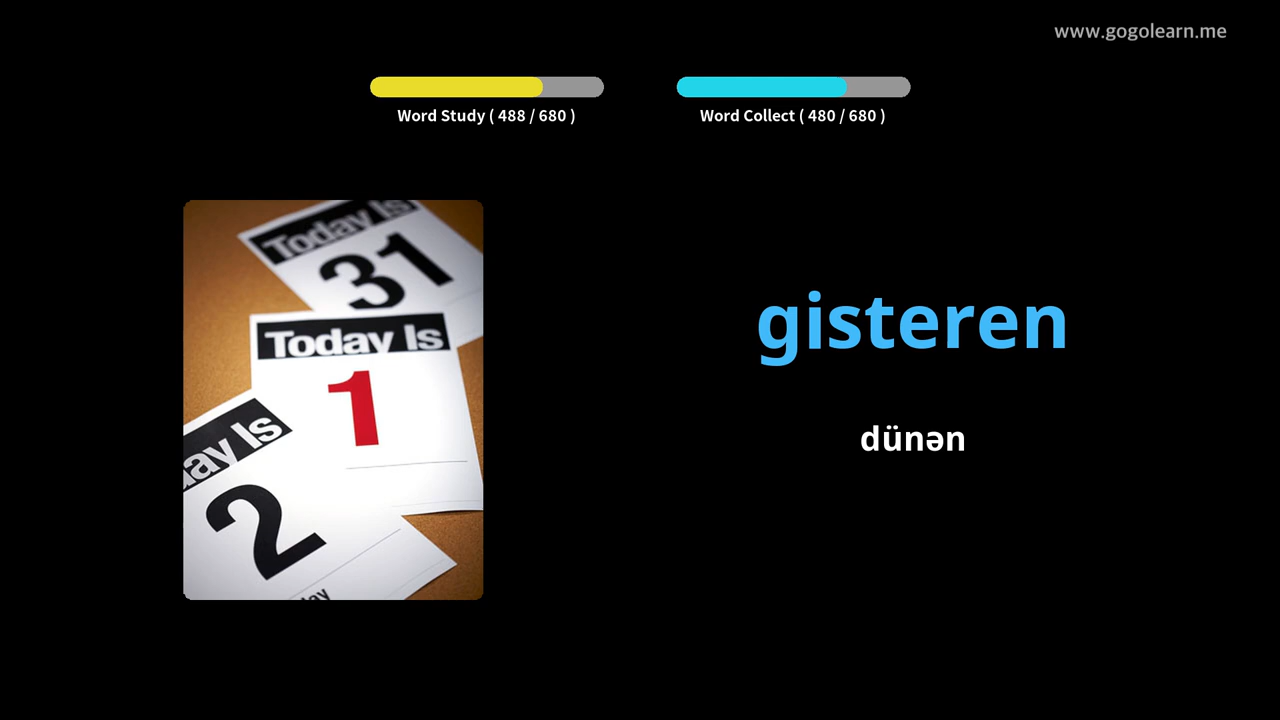 www.gogolearn.me
Word Study ( 488 / 680 )
Word Collect ( 480 / 680 )
Today Is
31
Today Is
1
ay Is
2
gisteren
dünən